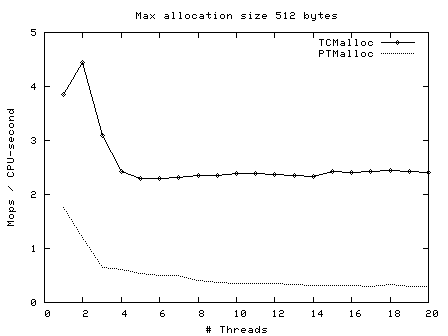 Max allocation size 512 bytes
5
TCMalloc
PTMalloc
4
3
Mops / CPU-second
2
1
0
0 2 4 6 8 10 12 14 16 18 20
# Threads